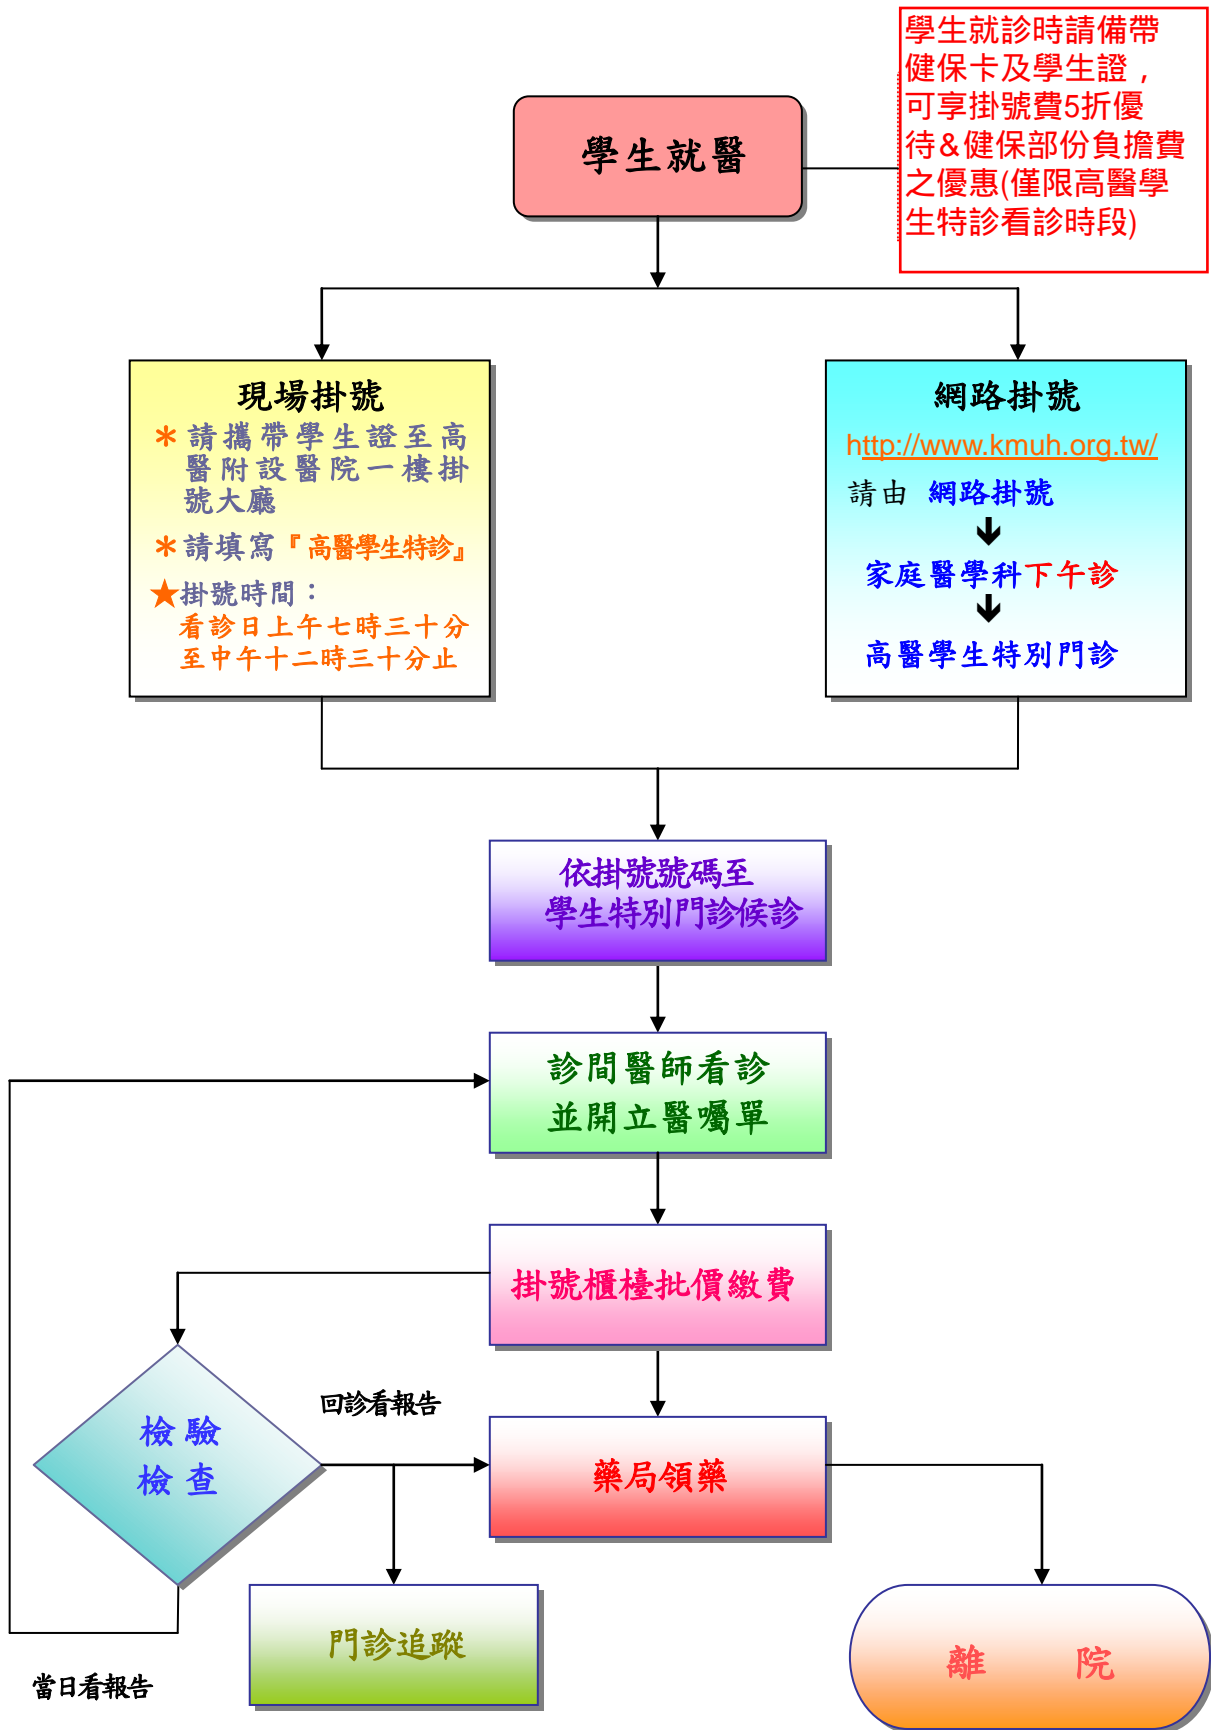 學生就診時請備帶
健保卡及學生證，
可享掛號費5折優
待&健保部份負擔費
之優惠(僅限高醫學
生特診看診時段)
學生就醫
現場掛號
＊請攜帶學生證至高
醫附設醫院一樓掛
號大廳
＊請填寫『高醫學生特診』
★掛號時間：
看診日上午七時三十分
至中午十二時三十分止
網路掛號
http://www.kmuh.org.tw/
請由 網路掛號
家庭醫學科下午診
高醫學生特別門診
依掛號號碼至
學生特別門診候診
診間醫師看診
並開立醫囑單
掛號櫃檯批價繳費
回診看報告
檢驗
檢查
藥局領藥
門診追蹤
離 院
當日看報告